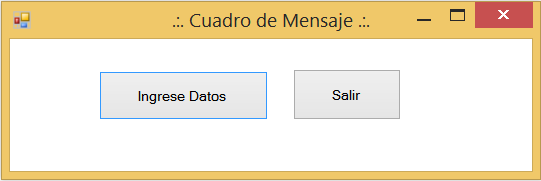 .:. Cuadro de Mensaje .:.
Ingrese Datos Salir